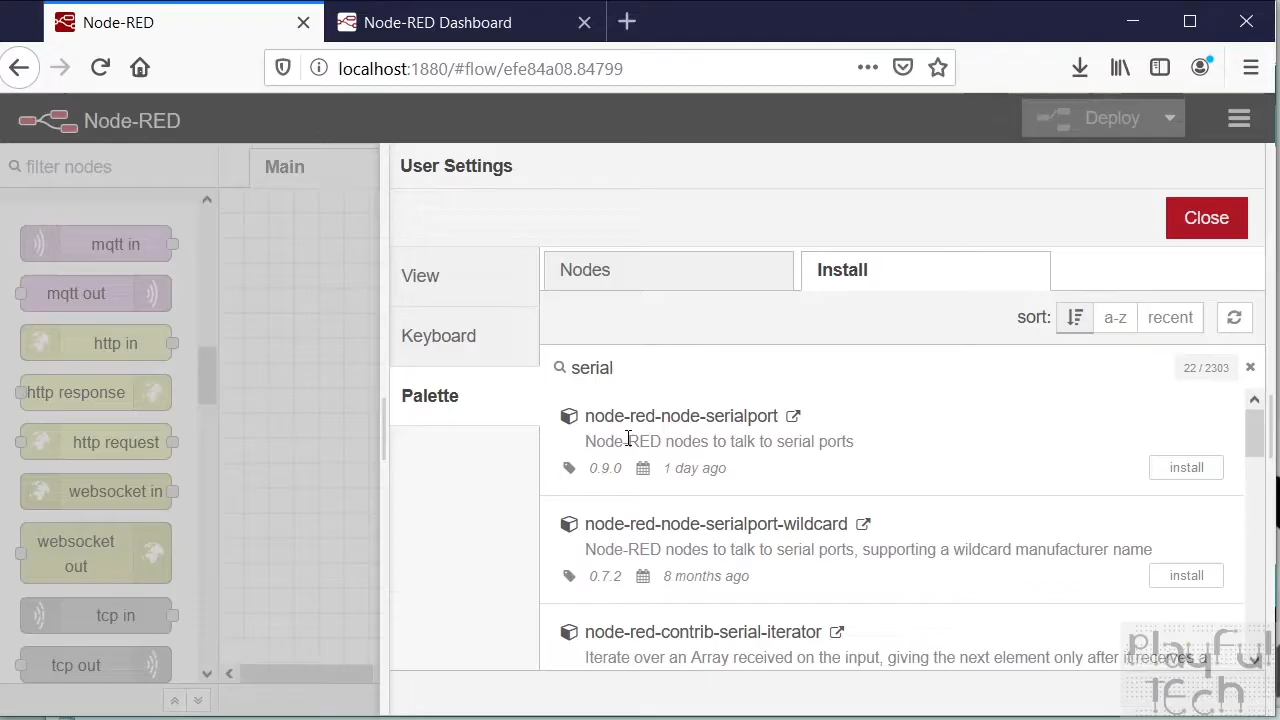 Node-RED
Node-RED Dashboard
localhost:1880/#flow/efe84a08.84799
Node-RED
Deploy
filter nodes
Main
User Settings
Close
mqtt in
mqtt out
http in
http response
http request
websocket in
websocket
out
tcp in
tcp out
View
Keyboard
Palette
Nodes
Install
sort:
a-z
recent
serial
22 / 2303
node-red-node-serialport
Node-RED nodes to talk to serial ports
0.9.0
1 day ago
install
node-red-node-serialport-wildcard
Node-RED nodes to talk to serial ports, supporting a wildcard manufacturer name
0.7.2
8 months ago
install
node-red-contrib-serial-iterator
Iterate over an Array received on the input, giving the next element only after it receives a
playful
tech